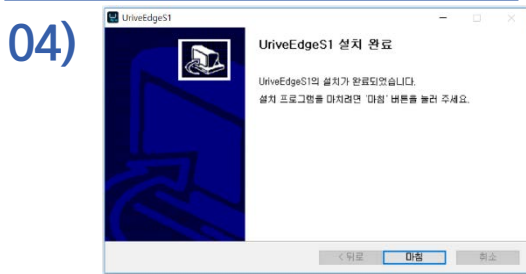 04)
UriveEdgeS1
UriveEdgeS1 설치 완료
UriveEdgeS1의 설치가 완료되었습니다.
설치 프로그램을 마치려면 '마침' 버튼을 눌러 주세요.
< 뒤로 마침 취소